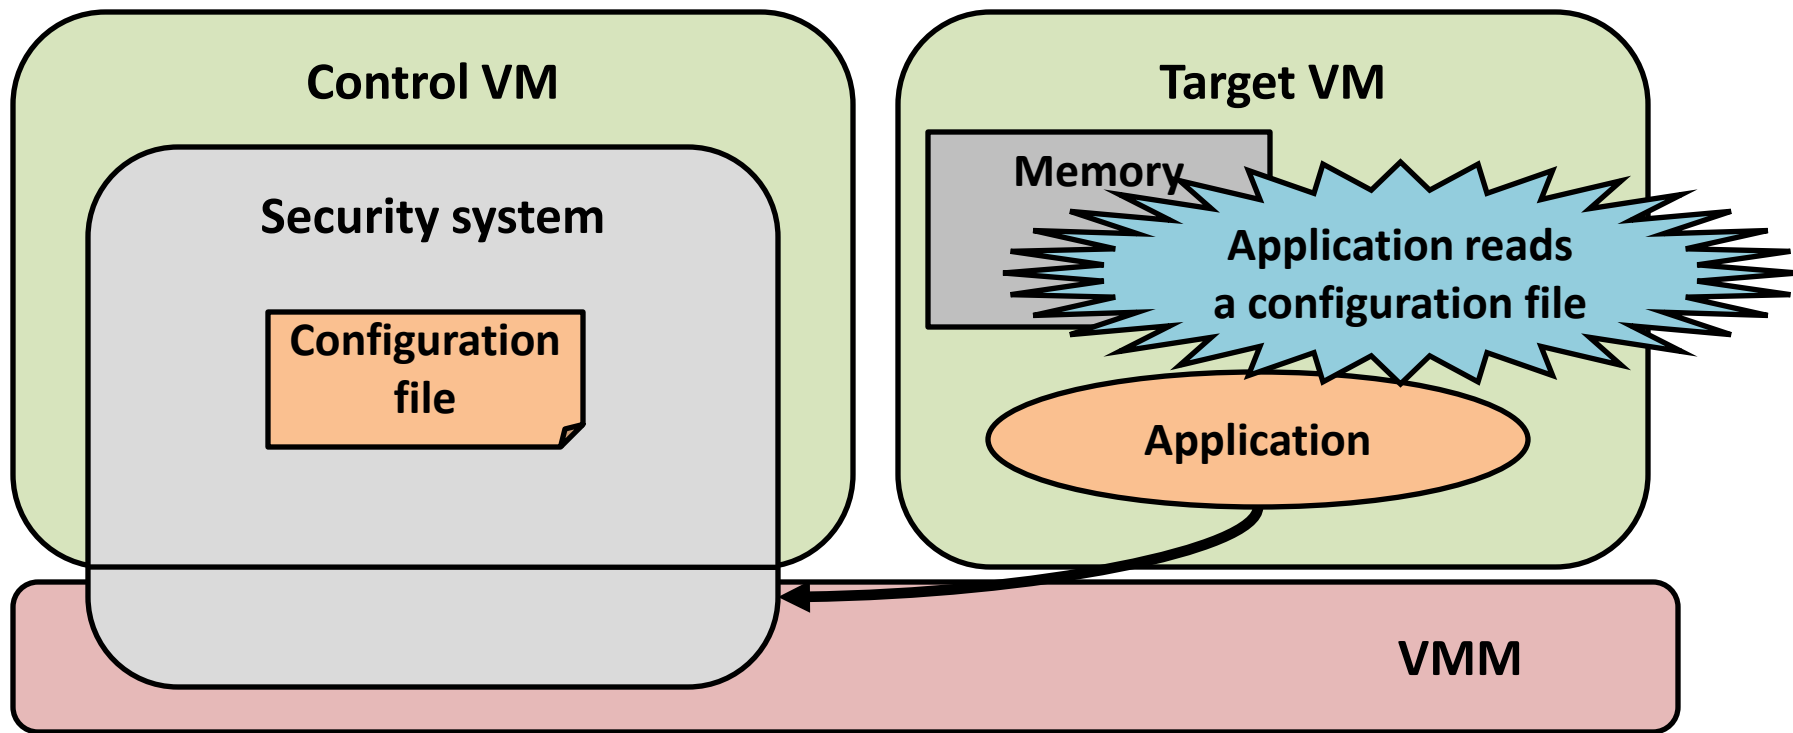 Control VM
Security system
Configuration
file
Target VM
Memory
Application reads
a configuration file
Application
VMM